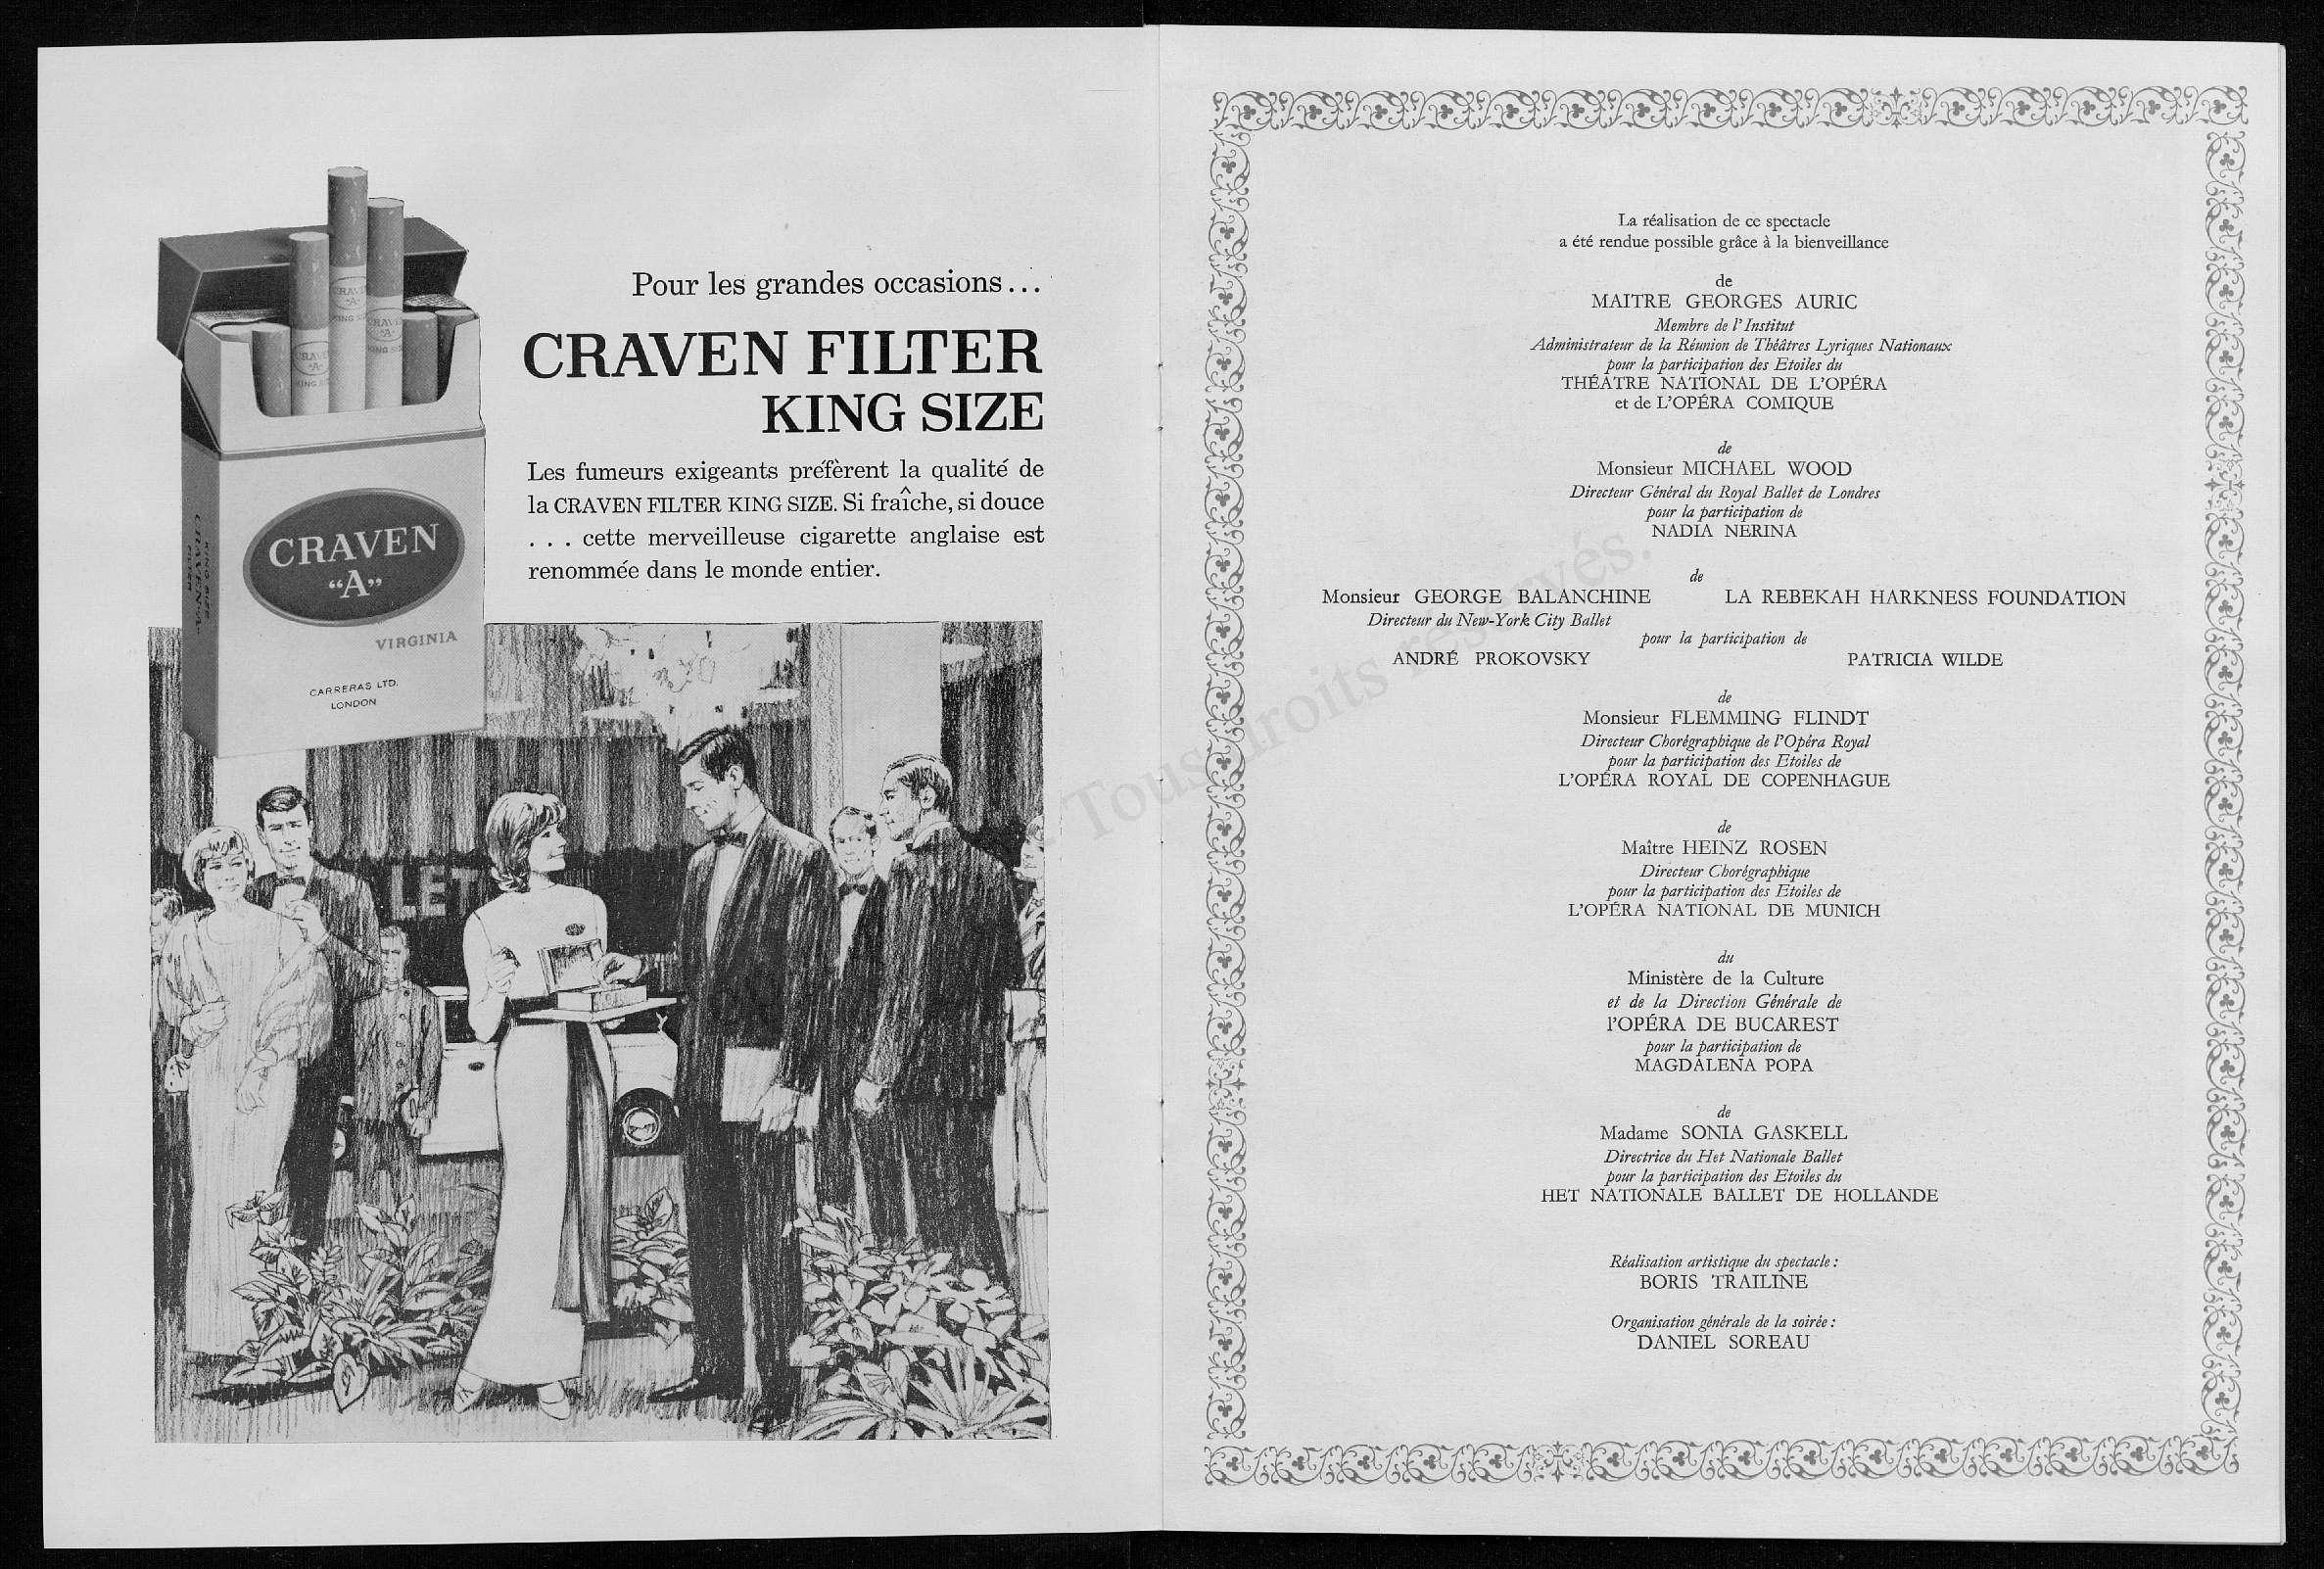 Pour les grandes occasions...
CRAVEN FILTER
KING SIZE
Les fumeurs exigeants préfèrent la qualité de
la CRAVEN FILTER KING SIZE. Si fraîche, si douce
. . . cette merveilleuse cigarette anglaise est
renommée dans le monde entier.
CRAVEN
"A"
VIRGINIA
CARRERAS LTD.
LONDON
KING SIZE
CRAVEN "A"
FILTER
CRAVEN
"A"
KING SIZE
LET
La réalisation de ce spectacle
a été rendue possible grâce à la bienveillance
de
MAITRE GEORGES AURIC
Membre de l'Institut
Administrateur de la Réunion de Théâtres Lyriques Nationaux
pour la participation des Etoiles du
THÉATRE NATIONAL DE L'OPÉRA
et de L'OPÉRA COMIQUE
de
Monsieur MICHAEL WOOD
Directeur Général du Royal Ballet de Londres
pour la participation de
NADIA NERINA
de
Monsieur GEORGE BALANCHINE LA REBEKAH HARKNESS FOUNDATION
Directeur du New-York City Ballet
pour la participation de
ANDRÉ PROKOVSKY PATRICIA WILDE
de
Monsieur FLEMMING FLINDT
Directeur Chorégraphique de l'Opéra Royal
pour la participation des Etoiles de
L'OPÉRA ROYAL DE COPENHAGUE
de
Maître HEINZ ROSEN
Directeur Chorégraphique
pour la participation des Etoiles de
L'OPÉRA NATIONAL DE MUNICH
du
Ministère de la Culture
et de la Direction Générale de
l'OPÉRA DE BUCAREST
pour la participation de
MAGDALENA POPA
de
Madame SONIA GASKELL
Directrice du Het Nationale Ballet
pour la participation des Etoiles du
HET NATIONALE BALLET DE HOLLANDE
Réalisation artistique du spectacle :
BORIS TRAILINE
Organisation générale de la soirée :
DANIEL SOREAU
Tous droits réservés.